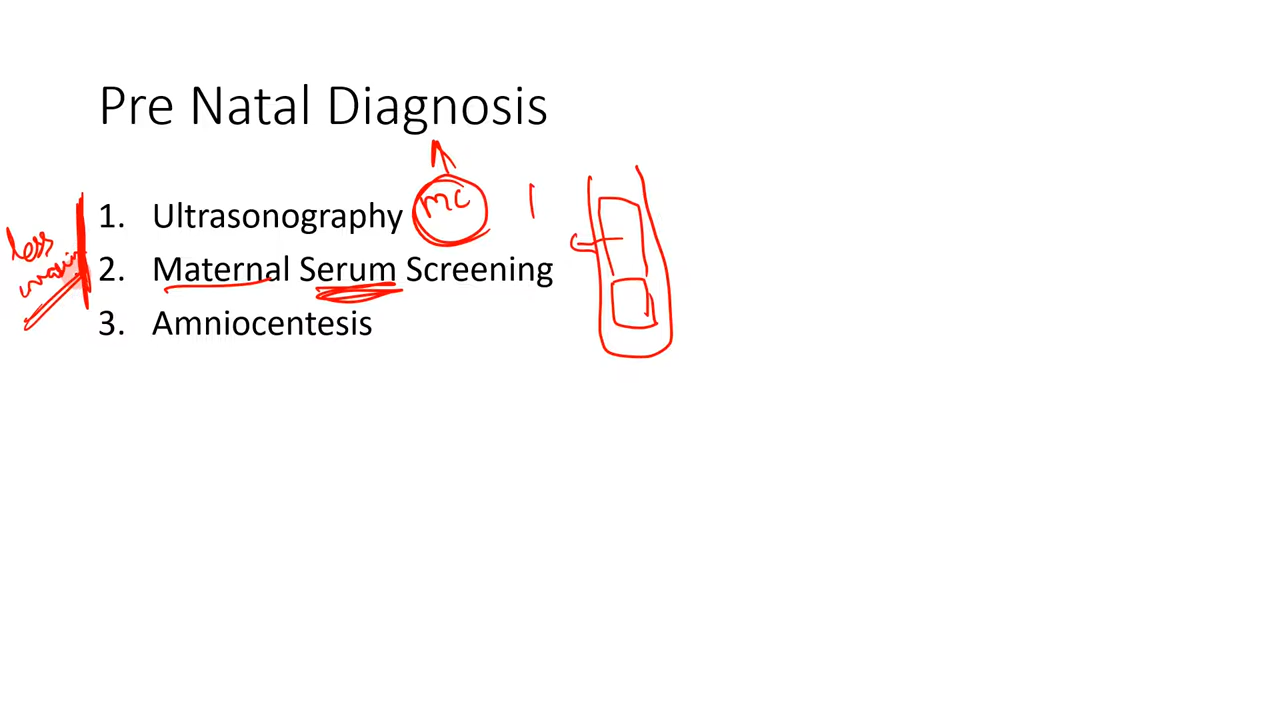 Pre Natal Diagnosis
1. Ultrasonography mc
2. Maternal Serum Screening
3. Amniocentesis
less